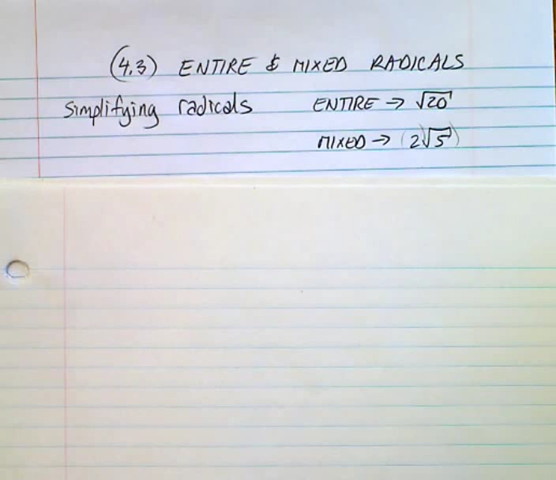 (4.3) ENTIRE & MIXED RADICALS
Simplifying radicals ENTIRE → √20
MIXED → (2√5)